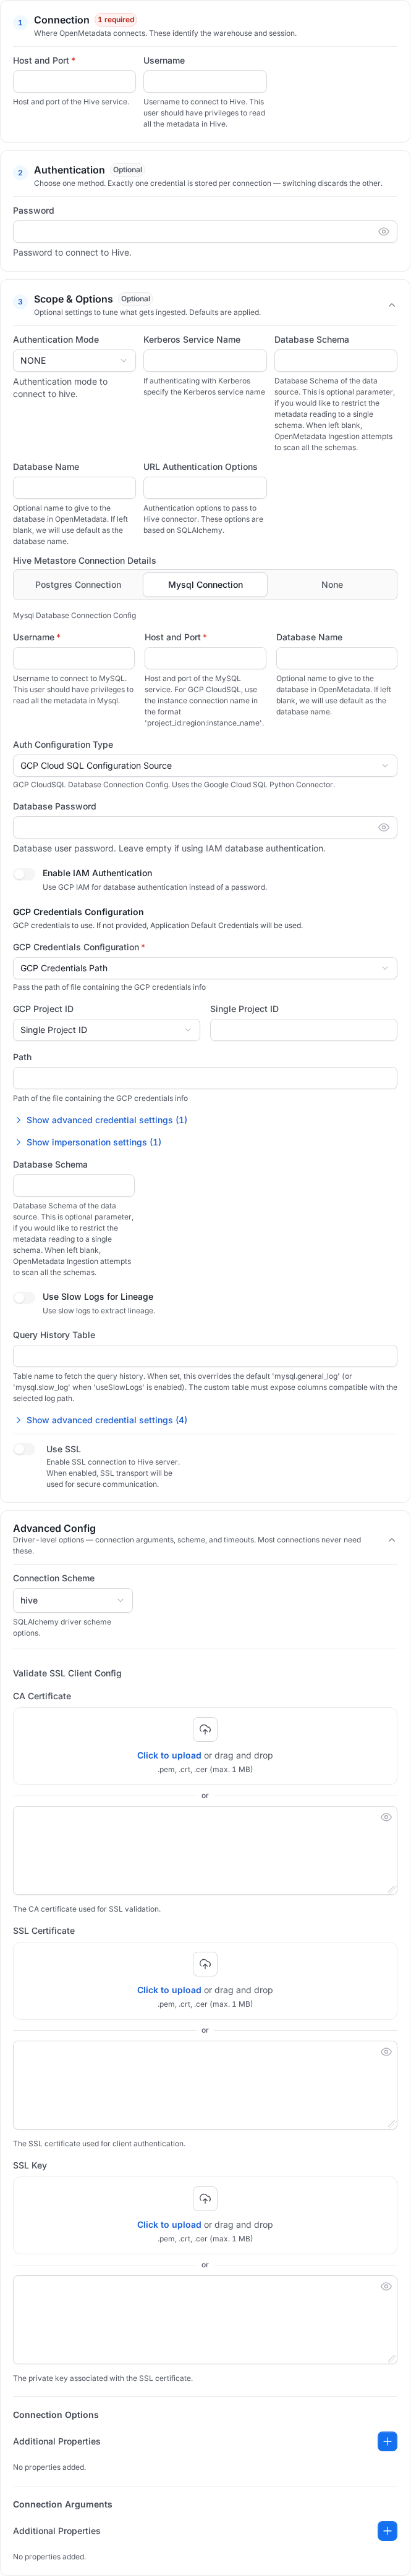 1 Connection 1 required
Where OpenMetadata connects. These identify the warehouse and session.
Host and Port * Username
Host and port of the Hive service. Username to connect to Hive. This
user should have privileges to read
all the metadata in Hive.
2 Authentication Optional
Choose one method. Exactly one credential is stored per connection — switching discards the other.
Password
Password to connect to Hive.
3 Scope & Options Optional
Optional settings to tune what gets ingested. Defaults are applied.
Authentication Mode Kerberos Service Name Database Schema
NONE
Authentication mode to
connect to hive.
If authenticating with Kerberos
specify the Kerberos service name
Database Schema of the data
source. This is optional parameter,
if you would like to restrict the
metadata reading to a single
schema. When left blank,
OpenMetadata Ingestion attempts
to scan all the schemas.
Database Name URL Authentication Options
Optional name to give to the
database in OpenMetadata. If left
blank, we will use default as the
database name.
Authentication options to pass to
Hive connector. These options are
based on SQLAlchemy.
Hive Metastore Connection Details
Postgres Connection Mysql Connection None
Mysql Database Connection Config
Username * Host and Port * Database Name
Username to connect to MySQL.
This user should have privileges to
read all the metadata in Mysql.
Host and port of the MySQL
service. For GCP CloudSQL, use
the instance connection name in
the format
'project_id:region:instance_name'.
Optional name to give to the
database in OpenMetadata. If left
blank, we will use default as the
database name.
Auth Configuration Type
GCP Cloud SQL Configuration Source
GCP CloudSQL Database Connection Config. Uses the Google Cloud SQL Python Connector.
Database Password
Database user password. Leave empty if using IAM database authentication.
Enable IAM Authentication
Use GCP IAM for database authentication instead of a password.
GCP Credentials Configuration
GCP credentials to use. If not provided, Application Default Credentials will be used.
GCP Credentials Configuration *
GCP Credentials Path
Pass the path of file containing the GCP credentials info
GCP Project ID Single Project ID
Single Project ID
Path
Path of the file containing the GCP credentials info
Show advanced credential settings (1)
Show impersonation settings (1)
Database Schema
Database Schema of the data
source. This is optional parameter,
if you would like to restrict the
metadata reading to a single
schema. When left blank,
OpenMetadata Ingestion attempts
to scan all the schemas.
Use Slow Logs for Lineage
Use slow logs to extract lineage.
Query History Table
Table name to fetch the query history. When set, this overrides the default 'mysql.general_log' (or
'mysql.slow_log' when 'useSlowLogs' is enabled). The custom table must expose columns compatible with the
selected log path.
Show advanced credential settings (4)
Use SSL
Enable SSL connection to Hive server.
When enabled, SSL transport will be
used for secure communication.
Advanced Config
Driver-level options — connection arguments, scheme, and timeouts. Most connections never need
these.
Connection Scheme
hive
SQLAlchemy driver scheme
options.
Validate SSL Client Config
CA Certificate
Click to upload or drag and drop
.pem, .crt, .cer (max. 1 MB)
or
The CA certificate used for SSL validation.
SSL Certificate
Click to upload or drag and drop
.pem, .crt, .cer (max. 1 MB)
or
The SSL certificate used for client authentication.
SSL Key
Click to upload or drag and drop
.pem, .crt, .cer (max. 1 MB)
or
The private key associated with the SSL certificate.
Connection Options
Additional Properties
No properties added.
Connection Arguments
Additional Properties
No properties added.